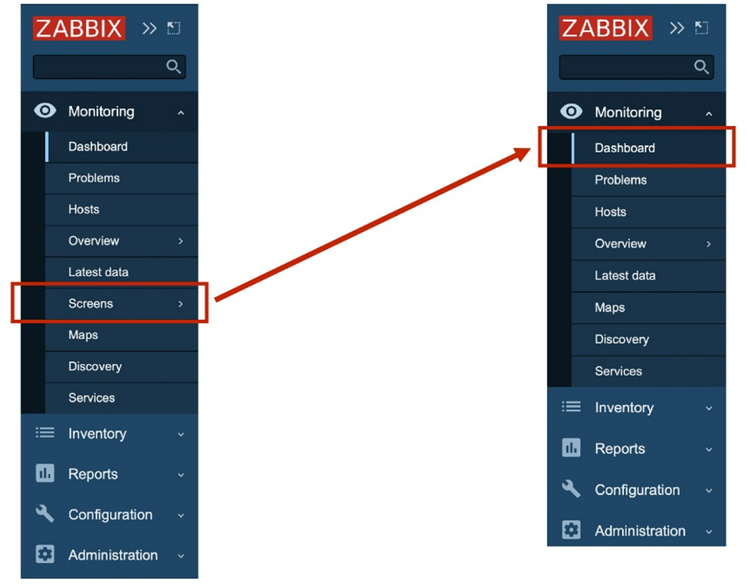 ZABBIX
Monitoring
Dashboard
Problems
Hosts
Overview
Latest data
Screens
Maps
Discovery
Services
Inventory
Reports
Configuration
Administration
ZABBIX
Monitoring
Dashboard
Problems
Hosts
Overview
Latest data
Maps
Discovery
Services
Inventory
Reports
Configuration
Administration